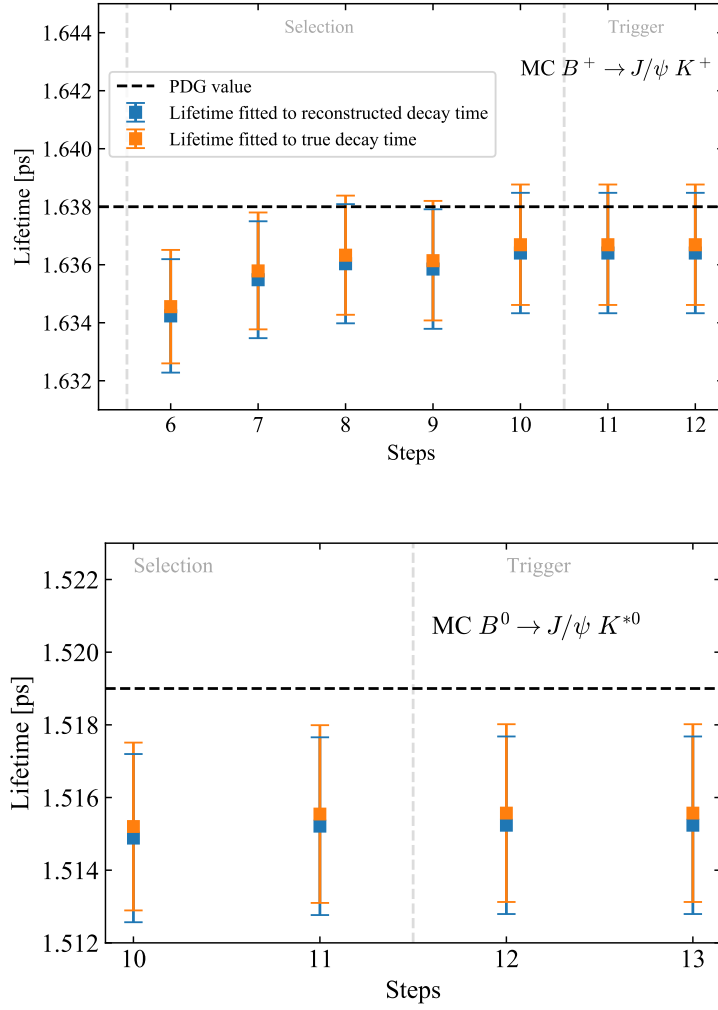 Selection Trigger
1.644
MC B⁺ → J/ψ K⁺
1.642
PDG value
Lifetime fitted to reconstructed decay time
Lifetime fitted to true decay time
1.640
1.638
1.636
1.634
1.632
Lifetime [ps]
6 7 8 9 10 11 12
Steps
Selection Trigger
1.522
MC B⁰ → J/ψ K*⁰
1.520
1.518
1.516
1.514
1.512
Lifetime [ps]
10 11 12 13
Steps